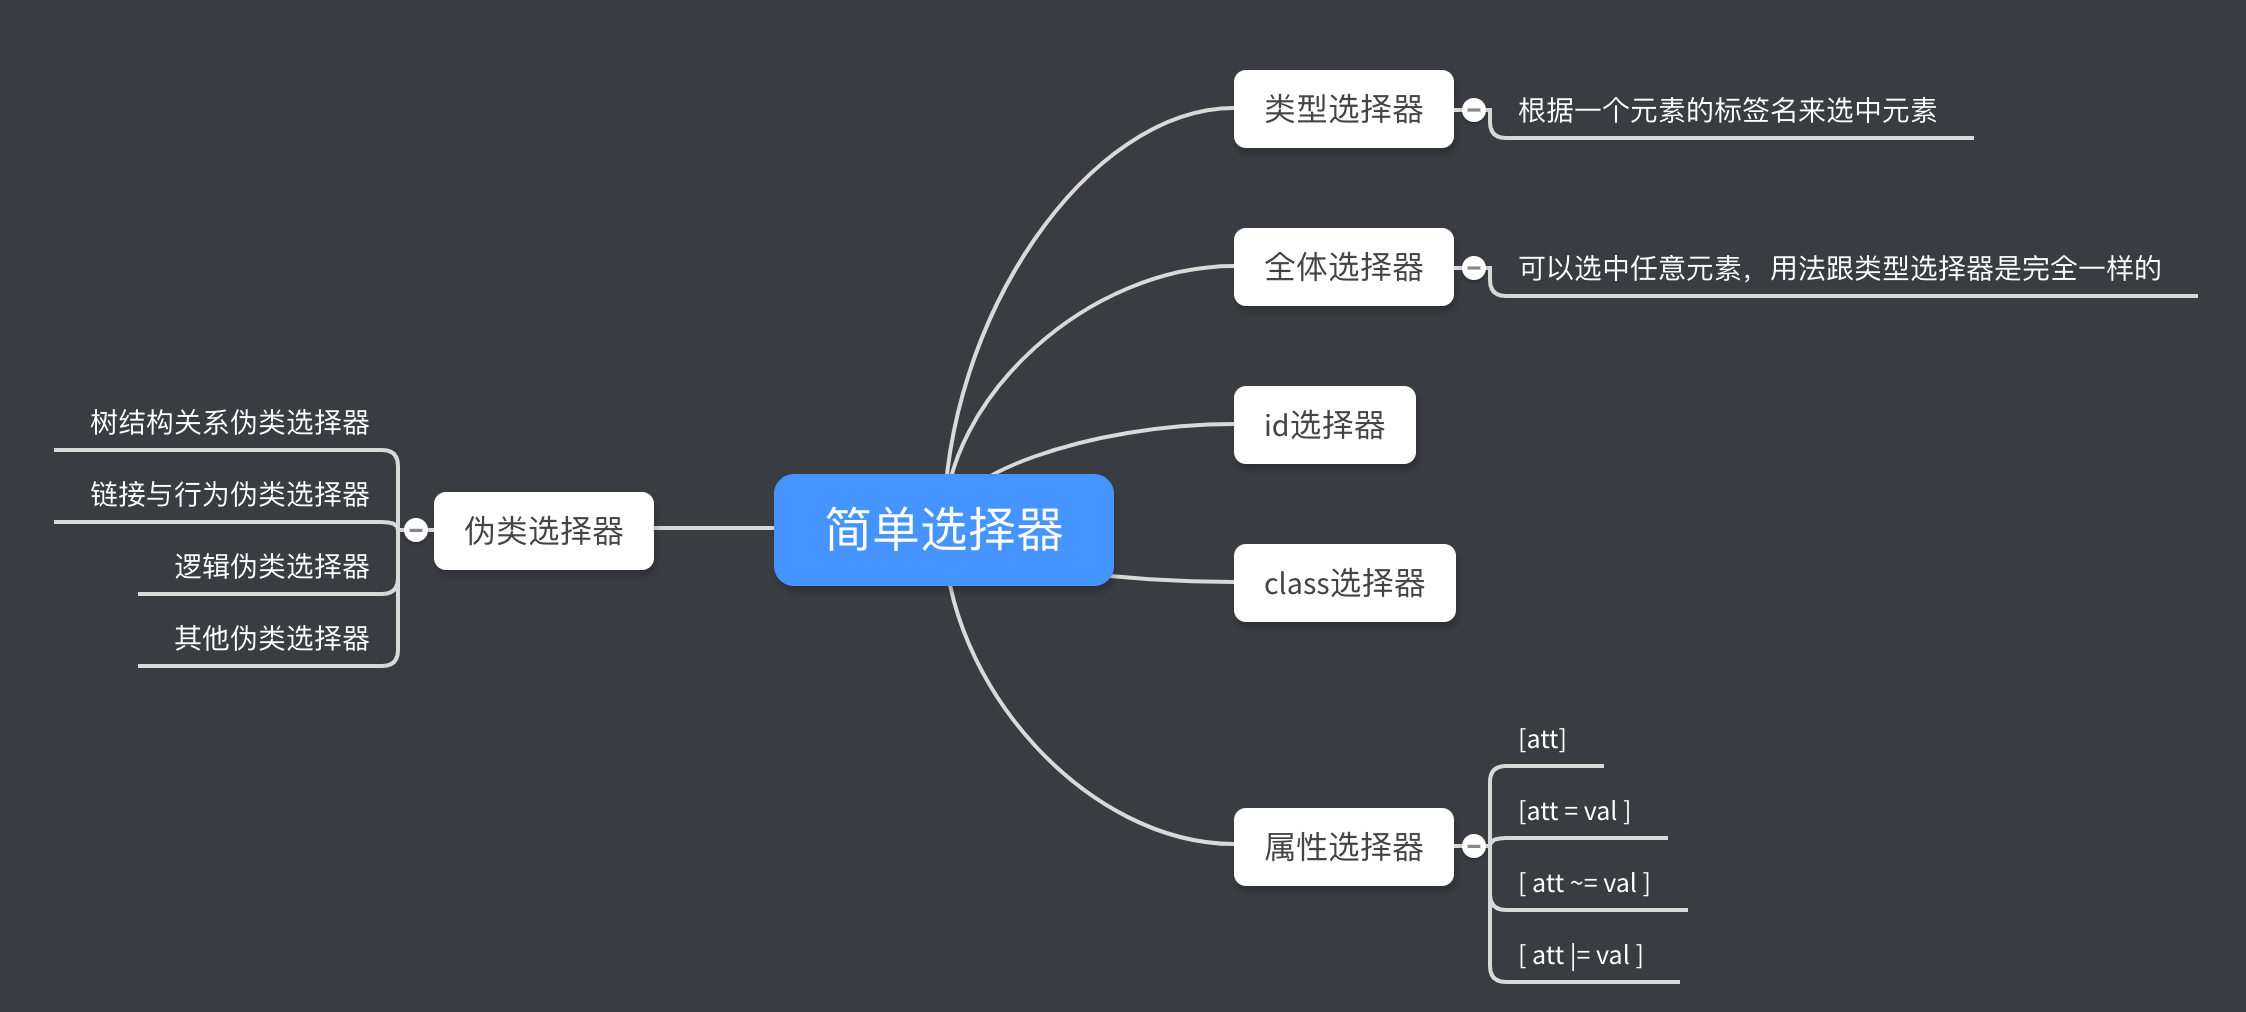 简单选择器
类型选择器
根据一个元素的标签名来选中元素
全体选择器
可以选中任意元素，用法跟类型选择器是完全一样的
id选择器
class选择器
属性选择器
[att]
[att = val ]
[ att ~= val ]
[ att |= val ]
伪类选择器
树结构关系伪类选择器
链接与行为伪类选择器
逻辑伪类选择器
其他伪类选择器